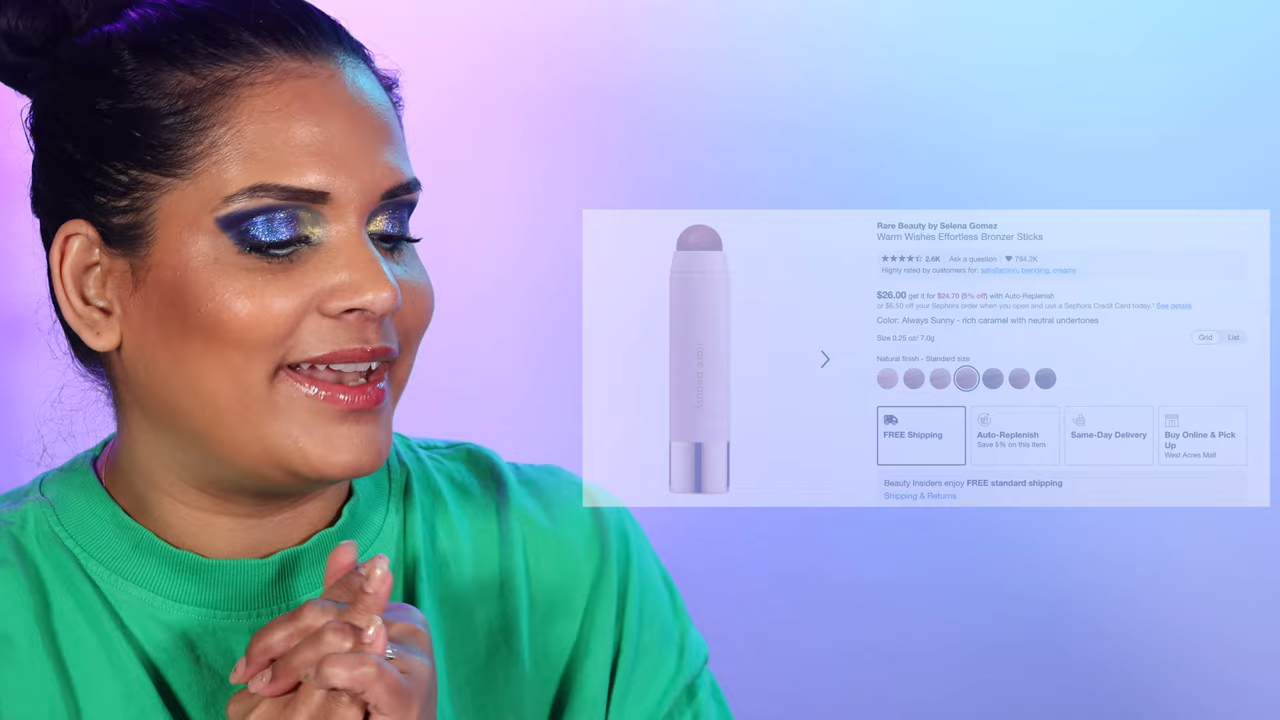 Rare Beauty by Selena Gomez
Warm Wishes Effortless Bronzer Sticks
2.6K Ask a question 784.2K
Highly rated by customers for: satisfaction, blending, creams
$26.00 get it for $24.70 (5% off) with Auto-Replenish
or $6.50 off your Sephora order when you open and use a Sephora Credit Card today.¹ See details
Color: Always Sunny - rich caramel with neutral undertones
Size 0.25 oz/ 7.0g
Grid List
Natural finish - Standard size
FREE Shipping
Auto-Replenish
Save 5% on this item
Same-Day Delivery
Buy Online & Pick
Up
West Acres Mall
Beauty Insiders enjoy FREE standard shipping
Shipping & Returns
rare beauty